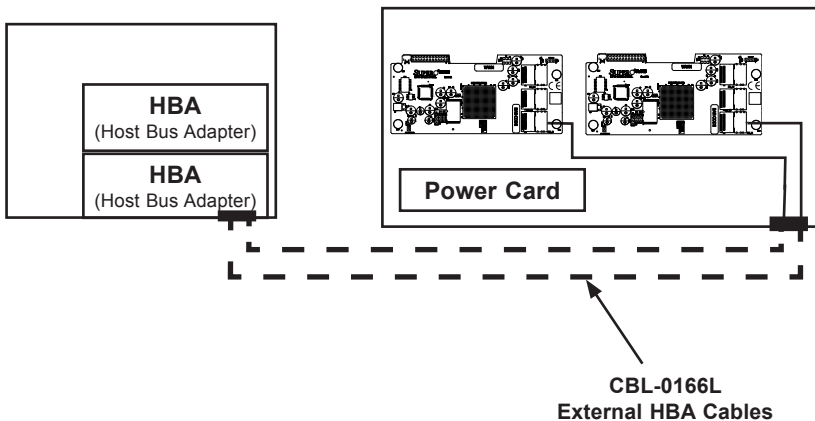 HBA
(Host Bus Adapter)
HBA
(Host Bus Adapter)
Power Card
CBL-0166L
External HBA Cables